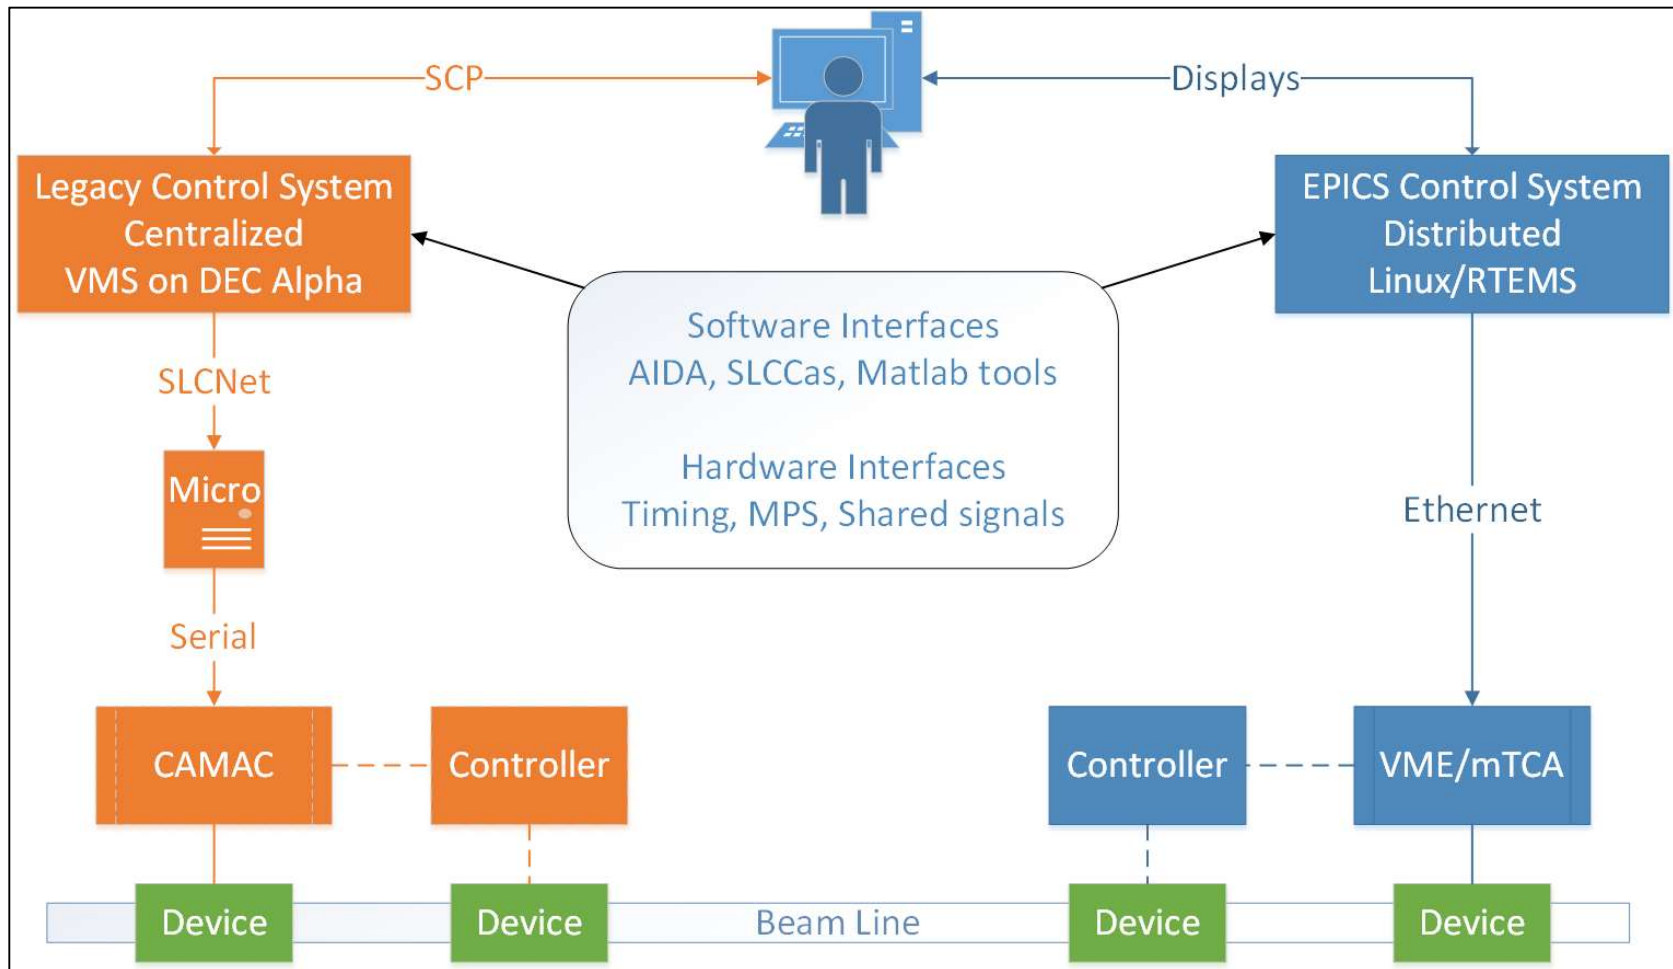 SCP
Displays
Legacy Control System
Centralized
VMS on DEC Alpha
EPICS Control System
Distributed
Linux/RTEMS
Software Interfaces
AIDA, SLCCas, Matlab tools
Hardware Interfaces
Timing, MPS, Shared signals
SLCNet
Micro
Ethernet
Serial
CAMAC
Controller
Controller
VME/mTCA
Device
Device
Beam Line
Device
Device